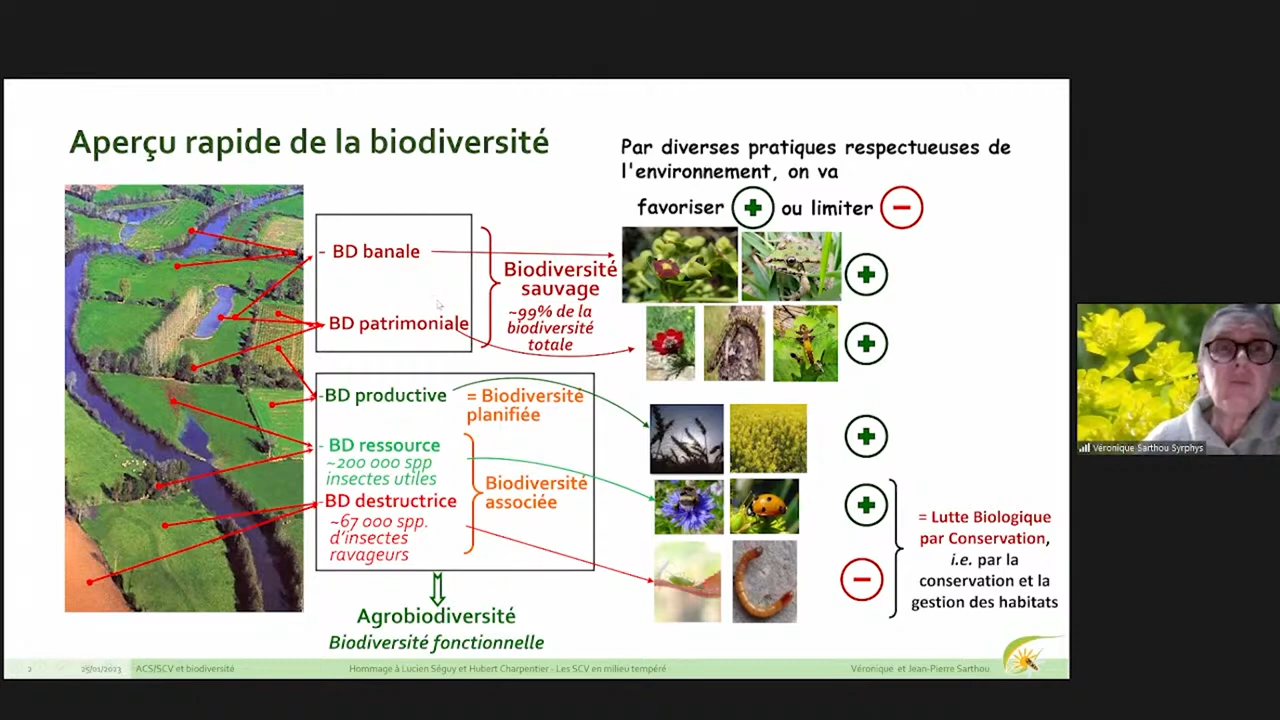 Aperçu rapide de la biodiversité
Par diverses pratiques respectueuses de
l'environnement, on va
favoriser + ou limiter −
- BD banale
- BD patrimoniale
Biodiversité
sauvage
~99% de la
biodiversité
totale
-BD productive
= Biodiversité
planifiée
- BD ressource
~200 000 spp
insectes utiles
-BD destructrice
~67 000 spp.
d'insectes
ravageurs
Biodiversité
associée
Agrobiodiversité
Biodiversité fonctionnelle
= Lutte Biologique
par Conservation,
i.e. par la
conservation et la
gestion des habitats
2 25/01/2023 ACS/SCV et biodiversité Hommage à Lucien Séguy et Hubert Charpentier - Les SCV en milieu tempéré Véronique et Jean-Pierre Sarthou
Véronique Sarthou Syrphys